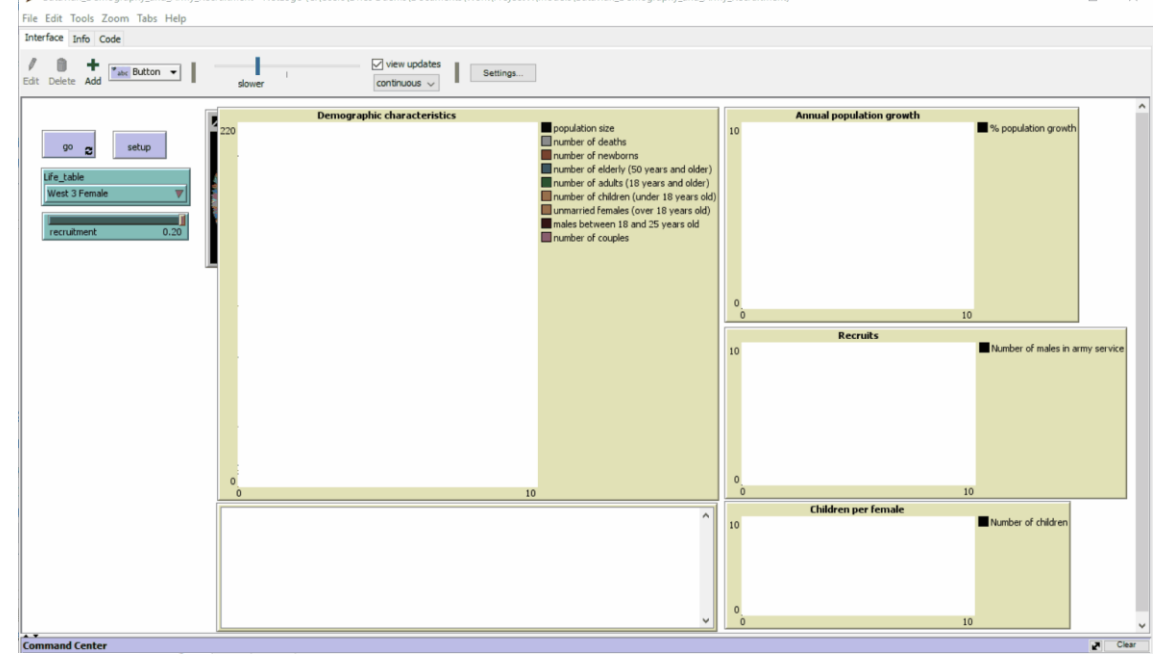 File Edit Tools Zoom Tabs Help
Interface Info Code
Edit Delete Add abc Button slower view updates continuous Settings...
go setup
Life_table
West 3 Female
recruitment 0.20
Demographic characteristics
220
0
0 10
population size
number of deaths
number of newborns
number of elderly (50 years and older)
number of adults (18 years and older)
number of children (under 18 years old)
unmarried females (over 18 years old)
males between 18 and 25 years old
number of couples
Annual population growth
10
0
0 10
% population growth
Recruits
10
0
0 10
Number of males in army service
Children per female
10
0
0 10
Number of children
Command Center Clear